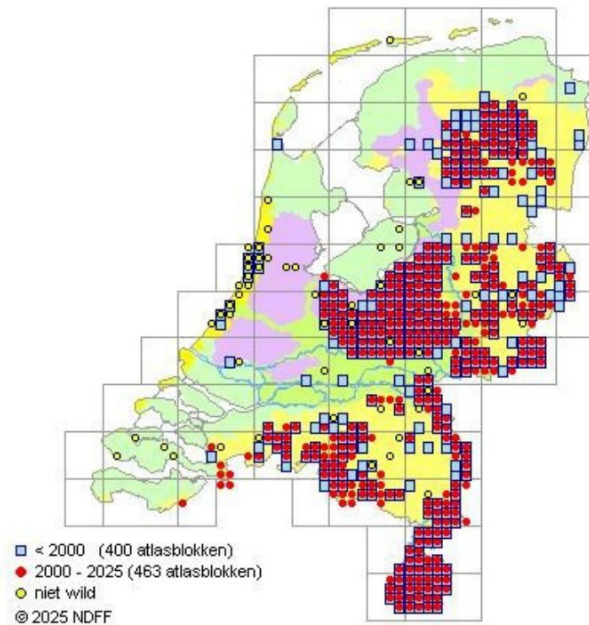 < 2000 (400 atlasblokken)
2000 - 2025 (463 atlasblokken)
niet wild
© 2025 NDFF